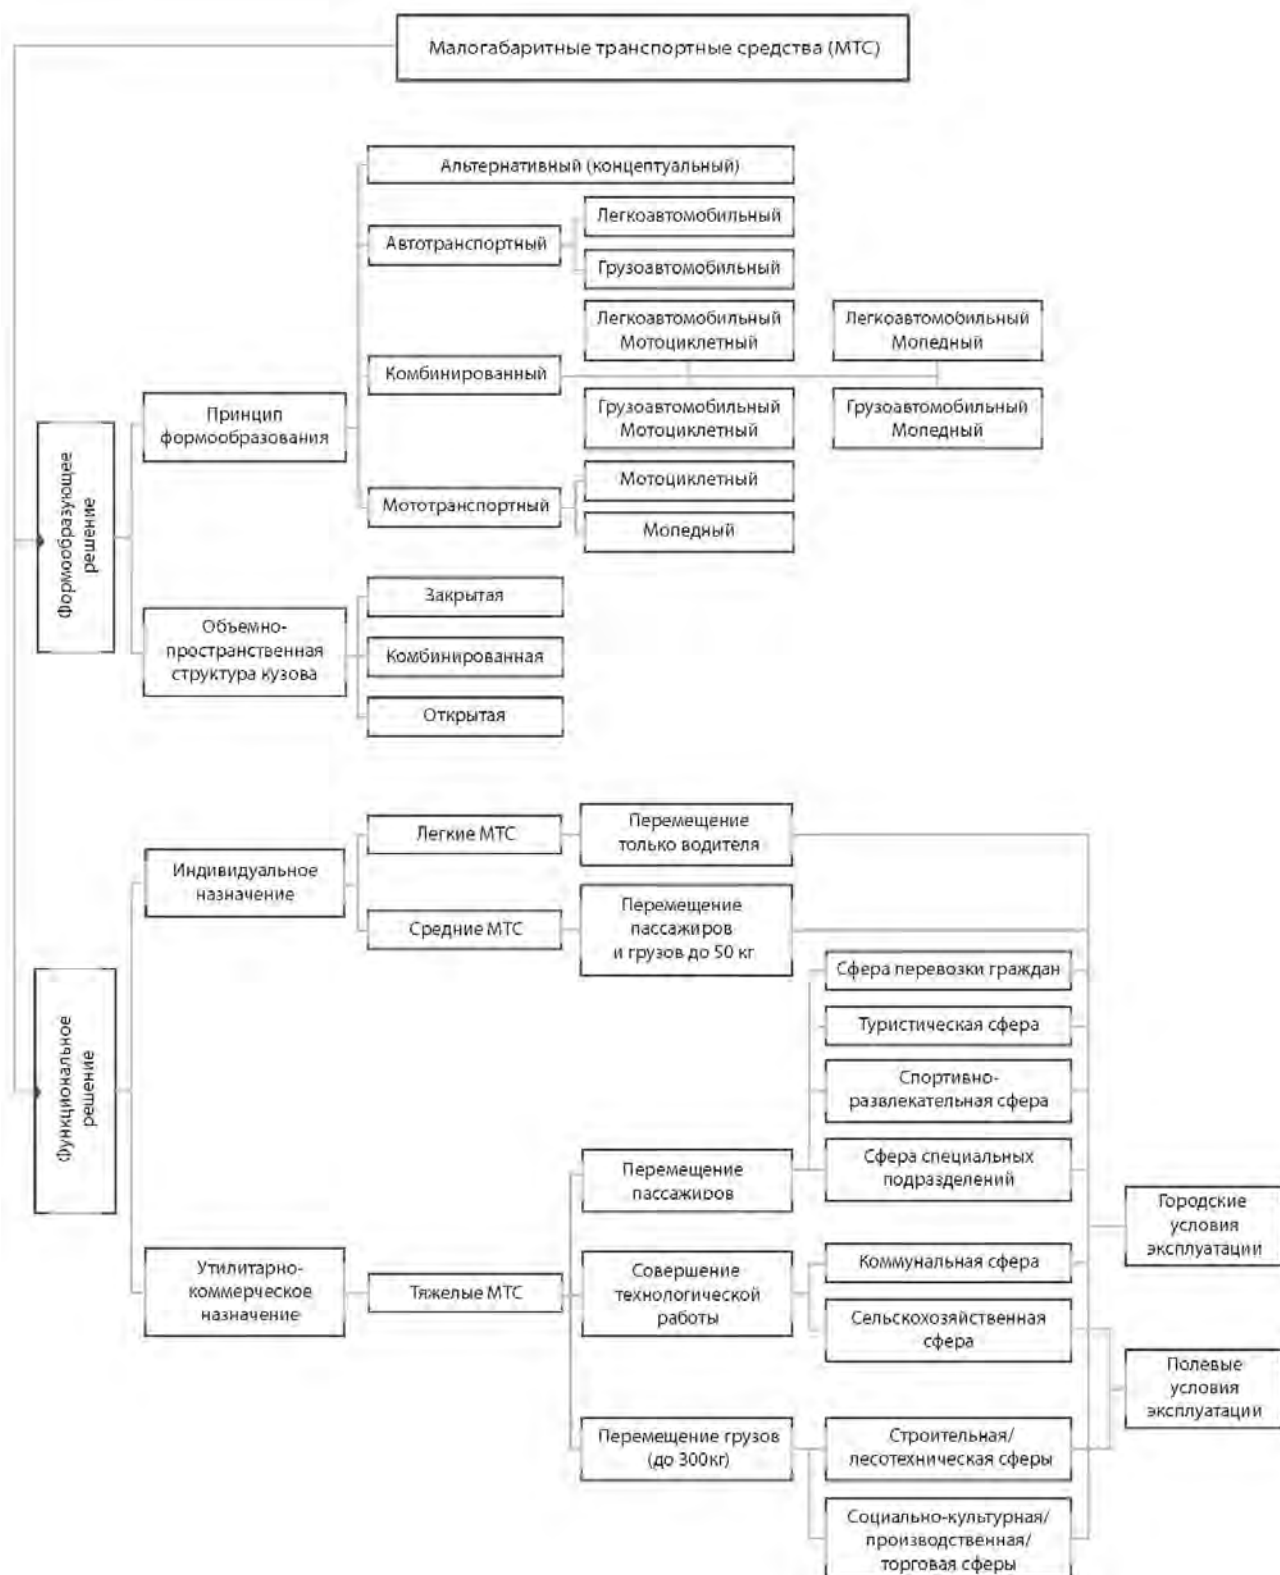 Малогабаритные транспортные средства (МТС)
Альтернативный (концептуальный)
Автотранспортный
Легкоавтомобильный
Грузоавтомобильный
Комбинированный
Легкоавтомобильный
Мотоциклетный
Легкоавтомобильный
Мопедный
Грузоавтомобильный
Мотоциклетный
Грузоавтомобильный
Мопедный
Формообразующее
решение
Принцип
формообразования
Мототранспортный
Мотоциклетный
Мопедный
Объемно-
пространственная
структура кузова
Закрытая
Комбинированная
Открытая
Функциональное
решение
Индивидуальное
назначение
Легкие МТС
Перемещение
только водителя
Средние МТС
Перемещение
пассажиров
и грузов до 50 кг
Утилитарно-
коммерческое
назначение
Тяжелые МТС
Перемещение
пассажиров
Сфера перевозки граждан
Туристическая сфера
Спортивно-
развлекательная сфера
Сфера специальных
подразделений
Совершение
технологической
работы
Коммунальная сфера
Сельскохозяйственная
сфера
Перемещение грузов
(до 300кг)
Строительная/
лесотехническая сферы
Социально-культурная/
производственная/
торговая сферы
Городские
условия
эксплуатации
Полевые
условия
эксплуатации